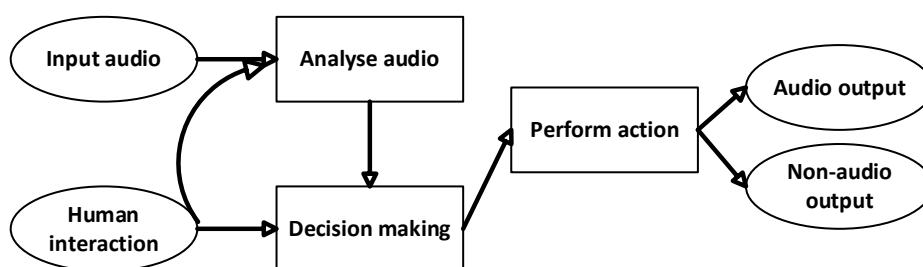 Input audio
Analyse audio
Audio output
Perform action
Non-audio
output
Human
interaction
Decision making